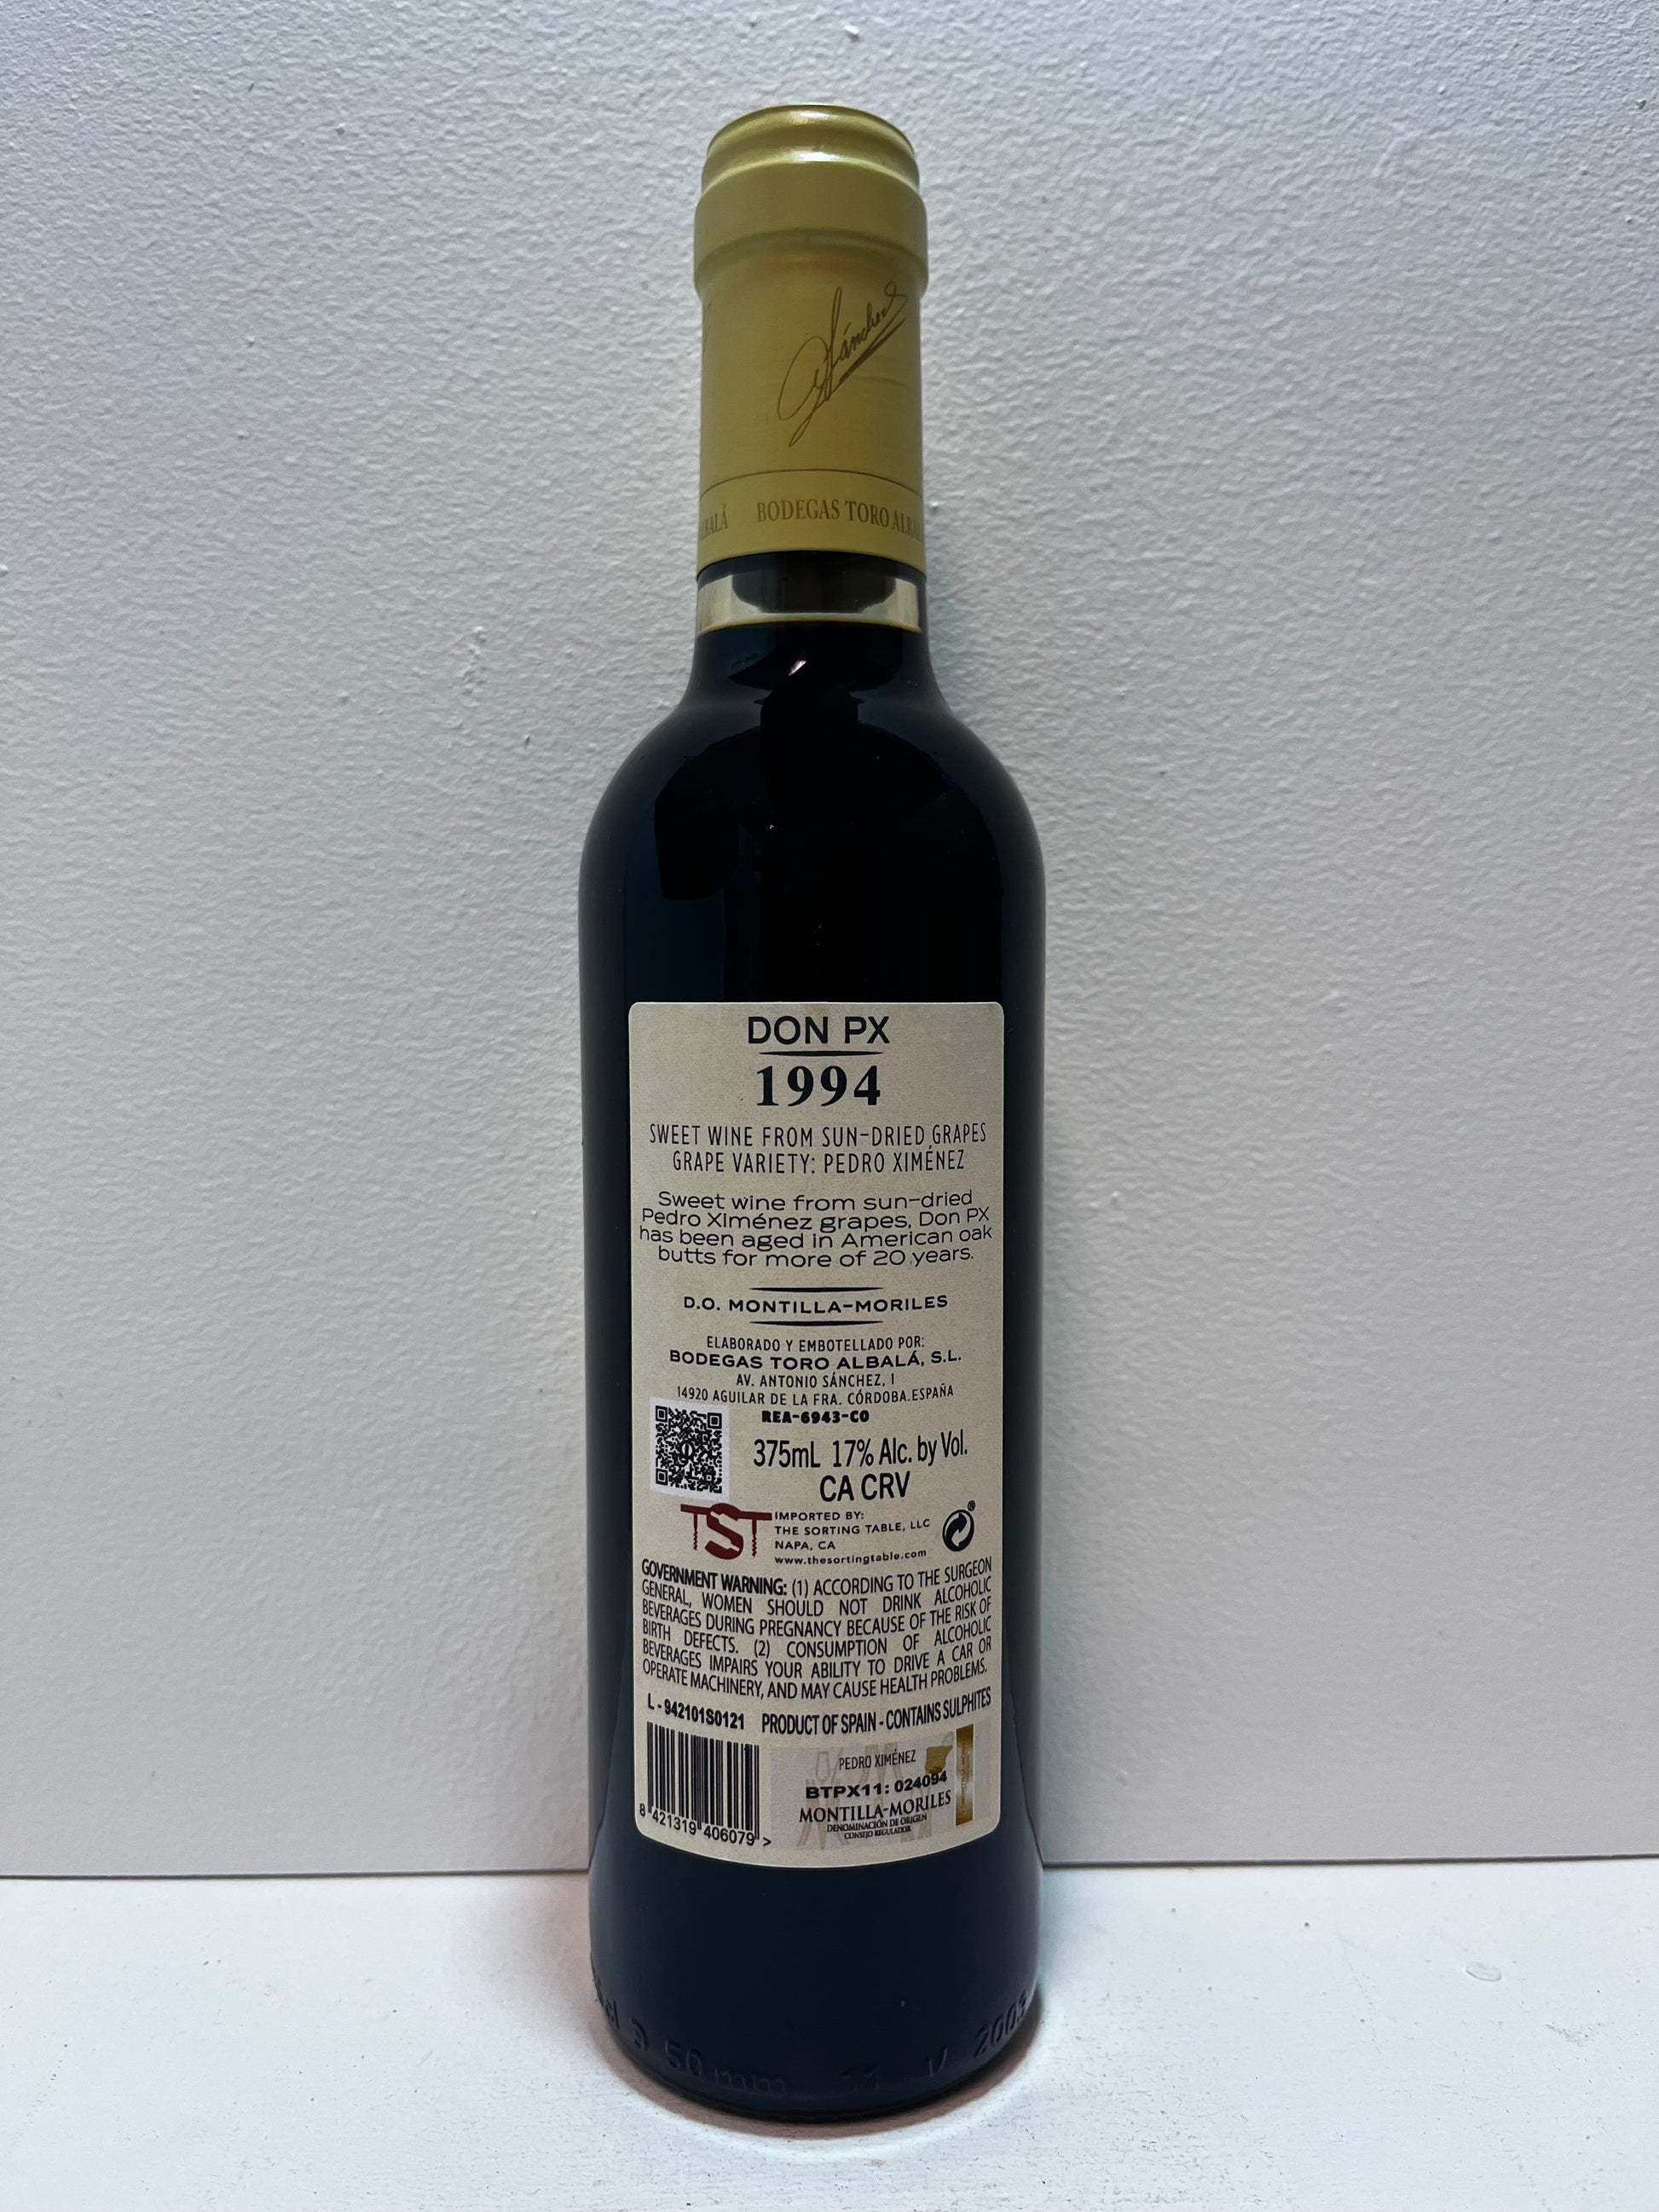 Sánchez
BALÁ BODEGAS TORO ALBA
DON PX
1994
SWEET WINE FROM SUN-DRIED GRAPES
GRAPE VARIETY: PEDRO XIMÉNEZ
Sweet wine from sun-dried
Pedro Ximénez grapes, Don PX
has been aged in American oak
butts for more of 20 years.
D.O. MONTILLA-MORILES
ELABORADO Y EMBOTELLADO POR:
BODEGAS TORO ALBALÁ, S.L.
AV. ANTONIO SÁNCHEZ, 1
14920 AGUILAR DE LA FRA. CÓRDOBA.ESPAÑA
REA-6943-CO
375mL 17% Alc. by Vol.
CA CRV
TST
IMPORTED BY:
THE SORTING TABLE, LLC
NAPA, CA
www.thesortingtable.com
®
GOVERNMENT WARNING: (1) ACCORDING TO THE SURGEON
GENERAL, WOMEN SHOULD NOT DRINK ALCOHOLIC
BEVERAGES DURING PREGNANCY BECAUSE OF THE RISK OF
BIRTH DEFECTS. (2) CONSUMPTION OF ALCOHOLIC
BEVERAGES IMPAIRS YOUR ABILITY TO DRIVE A CAR OR
OPERATE MACHINERY, AND MAY CAUSE HEALTH PROBLEMS.
L - 942101S0121 PRODUCT OF SPAIN - CONTAINS SULPHITES
8 421319 406079 >
PEDRO XIMÉNEZ
BTPX11: 024094
MONTILLA-MORILES
DENOMINACIÓN DE ORIGEN
CONSEJO REGULADOR
50 mm